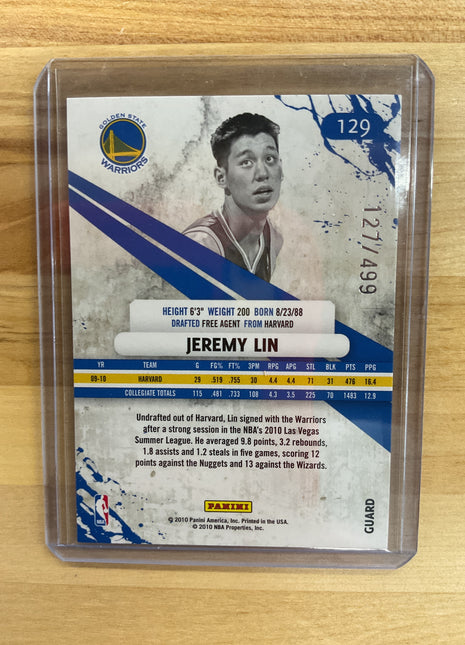 GOLDEN STATE
WARRIORS
129
127/499
HEIGHT 6'3" WEIGHT 200 BORN 8/23/88
DRAFTED FREE AGENT FROM HARVARD
JEREMY LIN
YR TEAM G FG% FT% 3PM RPG APG STL BLK PTS PPG
09-10 HARVARD 29 .519 .755 30 4.4 4.4 71 31 476 16.4
COLLEGIATE TOTALS 115 .481 .733 108 4.3 3.5 225 70 1483 12.9
Undrafted out of Harvard, Lin signed with the Warriors
after a strong session in the NBA's 2010 Las Vegas
Summer League. He averaged 9.8 points, 3.2 rebounds,
1.8 assists and 1.2 steals in five games, scoring 12
points against the Nuggets and 13 against the Wizards.
NBA
PANINI
GUARD
© 2010 Panini America, Inc. Printed in the USA.
© 2010 NBA Properties, Inc.